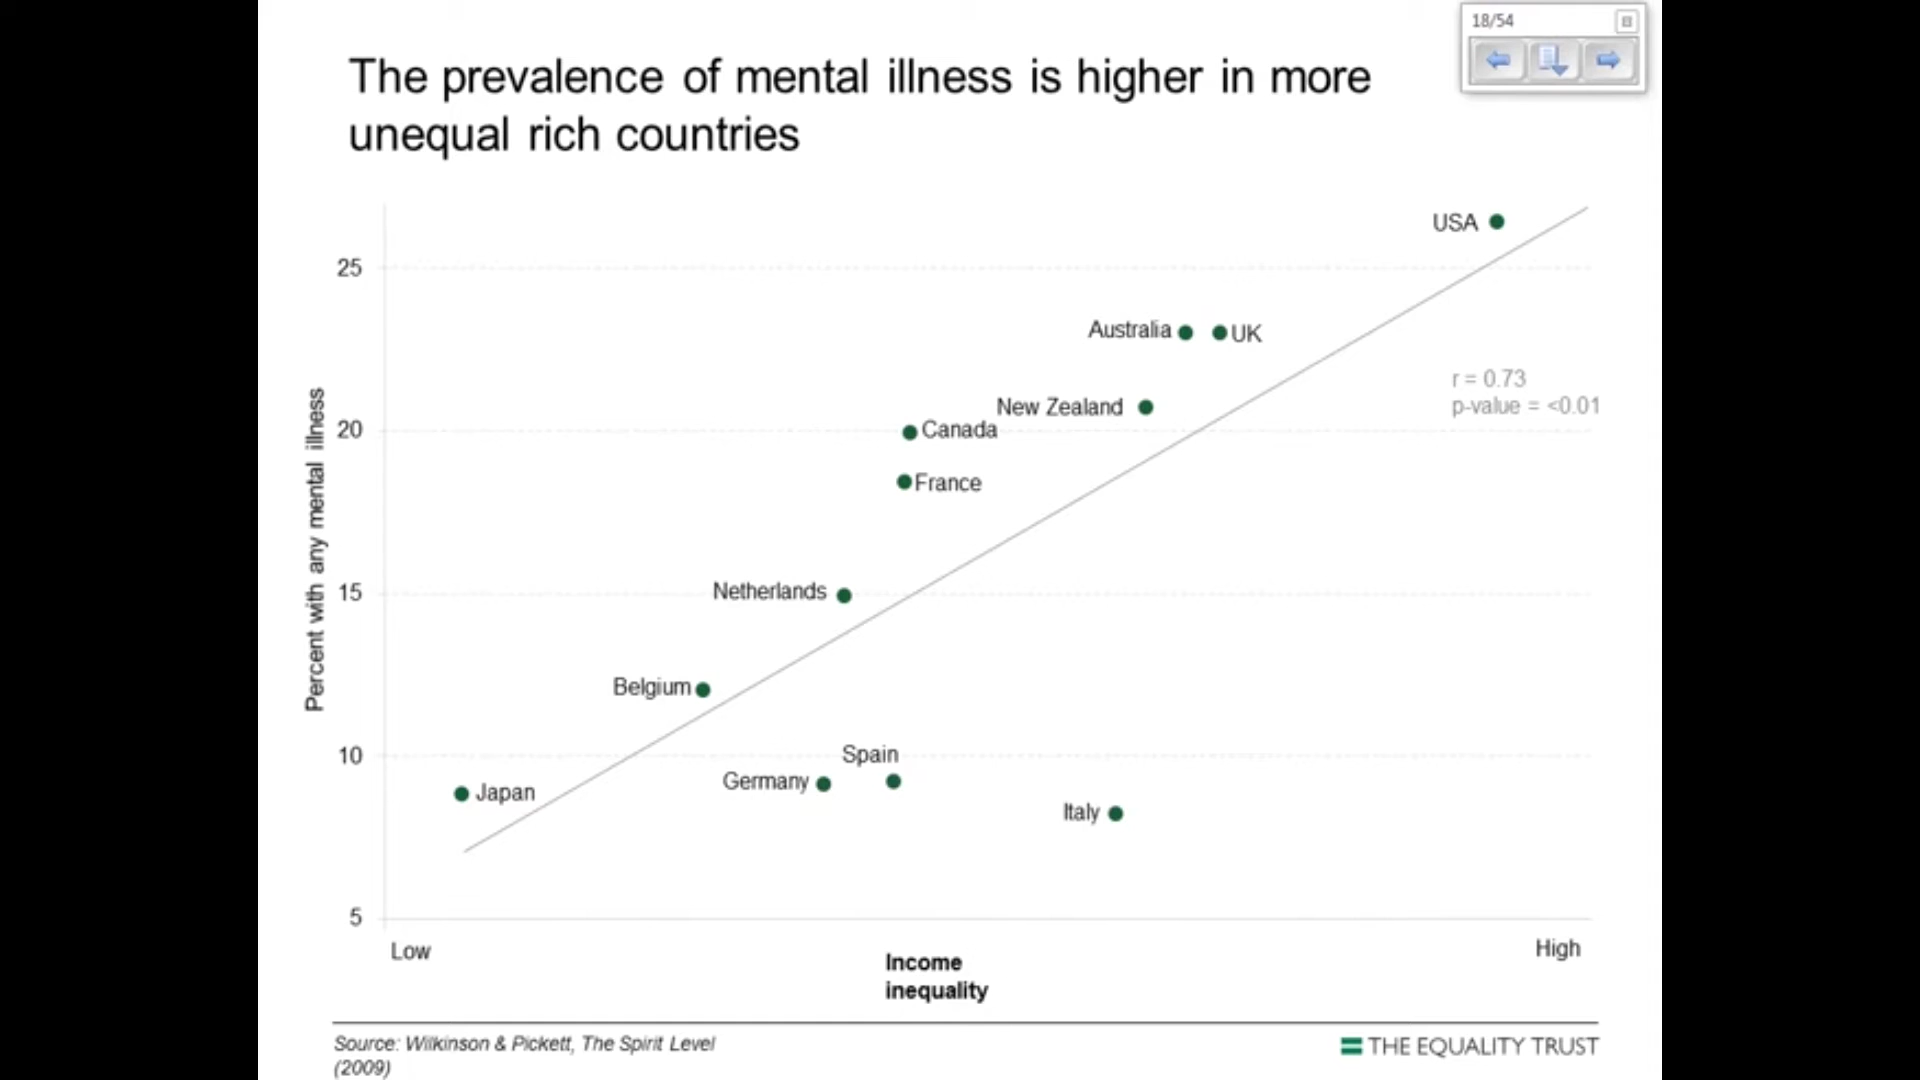 18/54
The prevalence of mental illness is higher in more
unequal rich countries
USA
25
Australia
UK
r = 0.73
p-value = <0.01
New Zealand
20
Canada
France
Percent with any mental illness
Netherlands
15
Belgium
10
Spain
Germany
Japan
Italy
5
Low
High
Income
inequality
Source: Wilkinson & Pickett, The Spirit Level
(2009)
THE EQUALITY TRUST